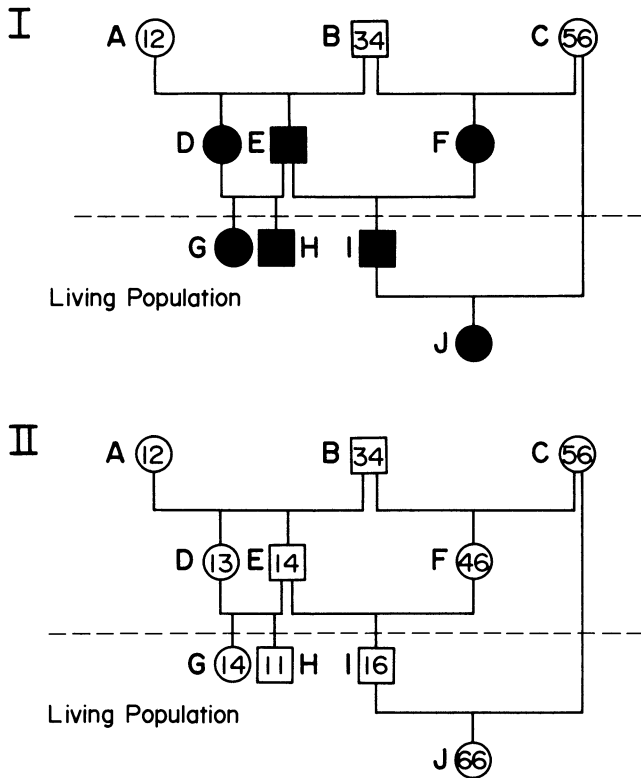 I
A 12 B 34 C 56
D E F
G H I
Living Population
J
II
A 12 B 34 C 56
D 13 E 14 F 46
G 14 11 H I 16
Living Population
J 66